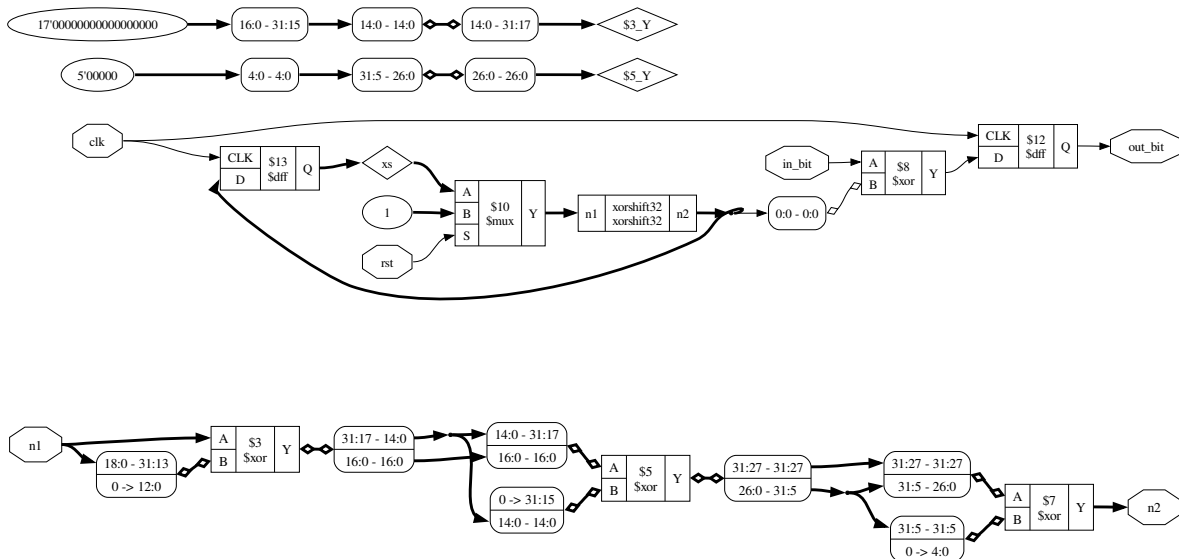 17'00000000000000000 16:0 - 31:15 14:0 - 14:0 14:0 - 31:17 $3_Y
5'00000 4:0 - 4:0 31:5 - 26:0 26:0 - 26:0 $5_Y
clk
CLK
D
$13
$dff
Q
xs
1
rst
A
B
S
$10
$mux
Y
n1
xorshift32
xorshift32
n2
0:0 - 0:0
in_bit
A
B
$8
$xor
Y
CLK
D
$12
$dff
Q
out_bit
n1
18:0 - 31:13
0 -> 12:0
A
B
$3
$xor
Y
31:17 - 14:0
16:0 - 16:0
14:0 - 31:17
16:0 - 16:0
0 -> 31:15
14:0 - 14:0
A
B
$5
$xor
Y
31:27 - 31:27
26:0 - 31:5
31:27 - 31:27
31:5 - 26:0
31:5 - 31:5
0 -> 4:0
A
B
$7
$xor
Y
n2